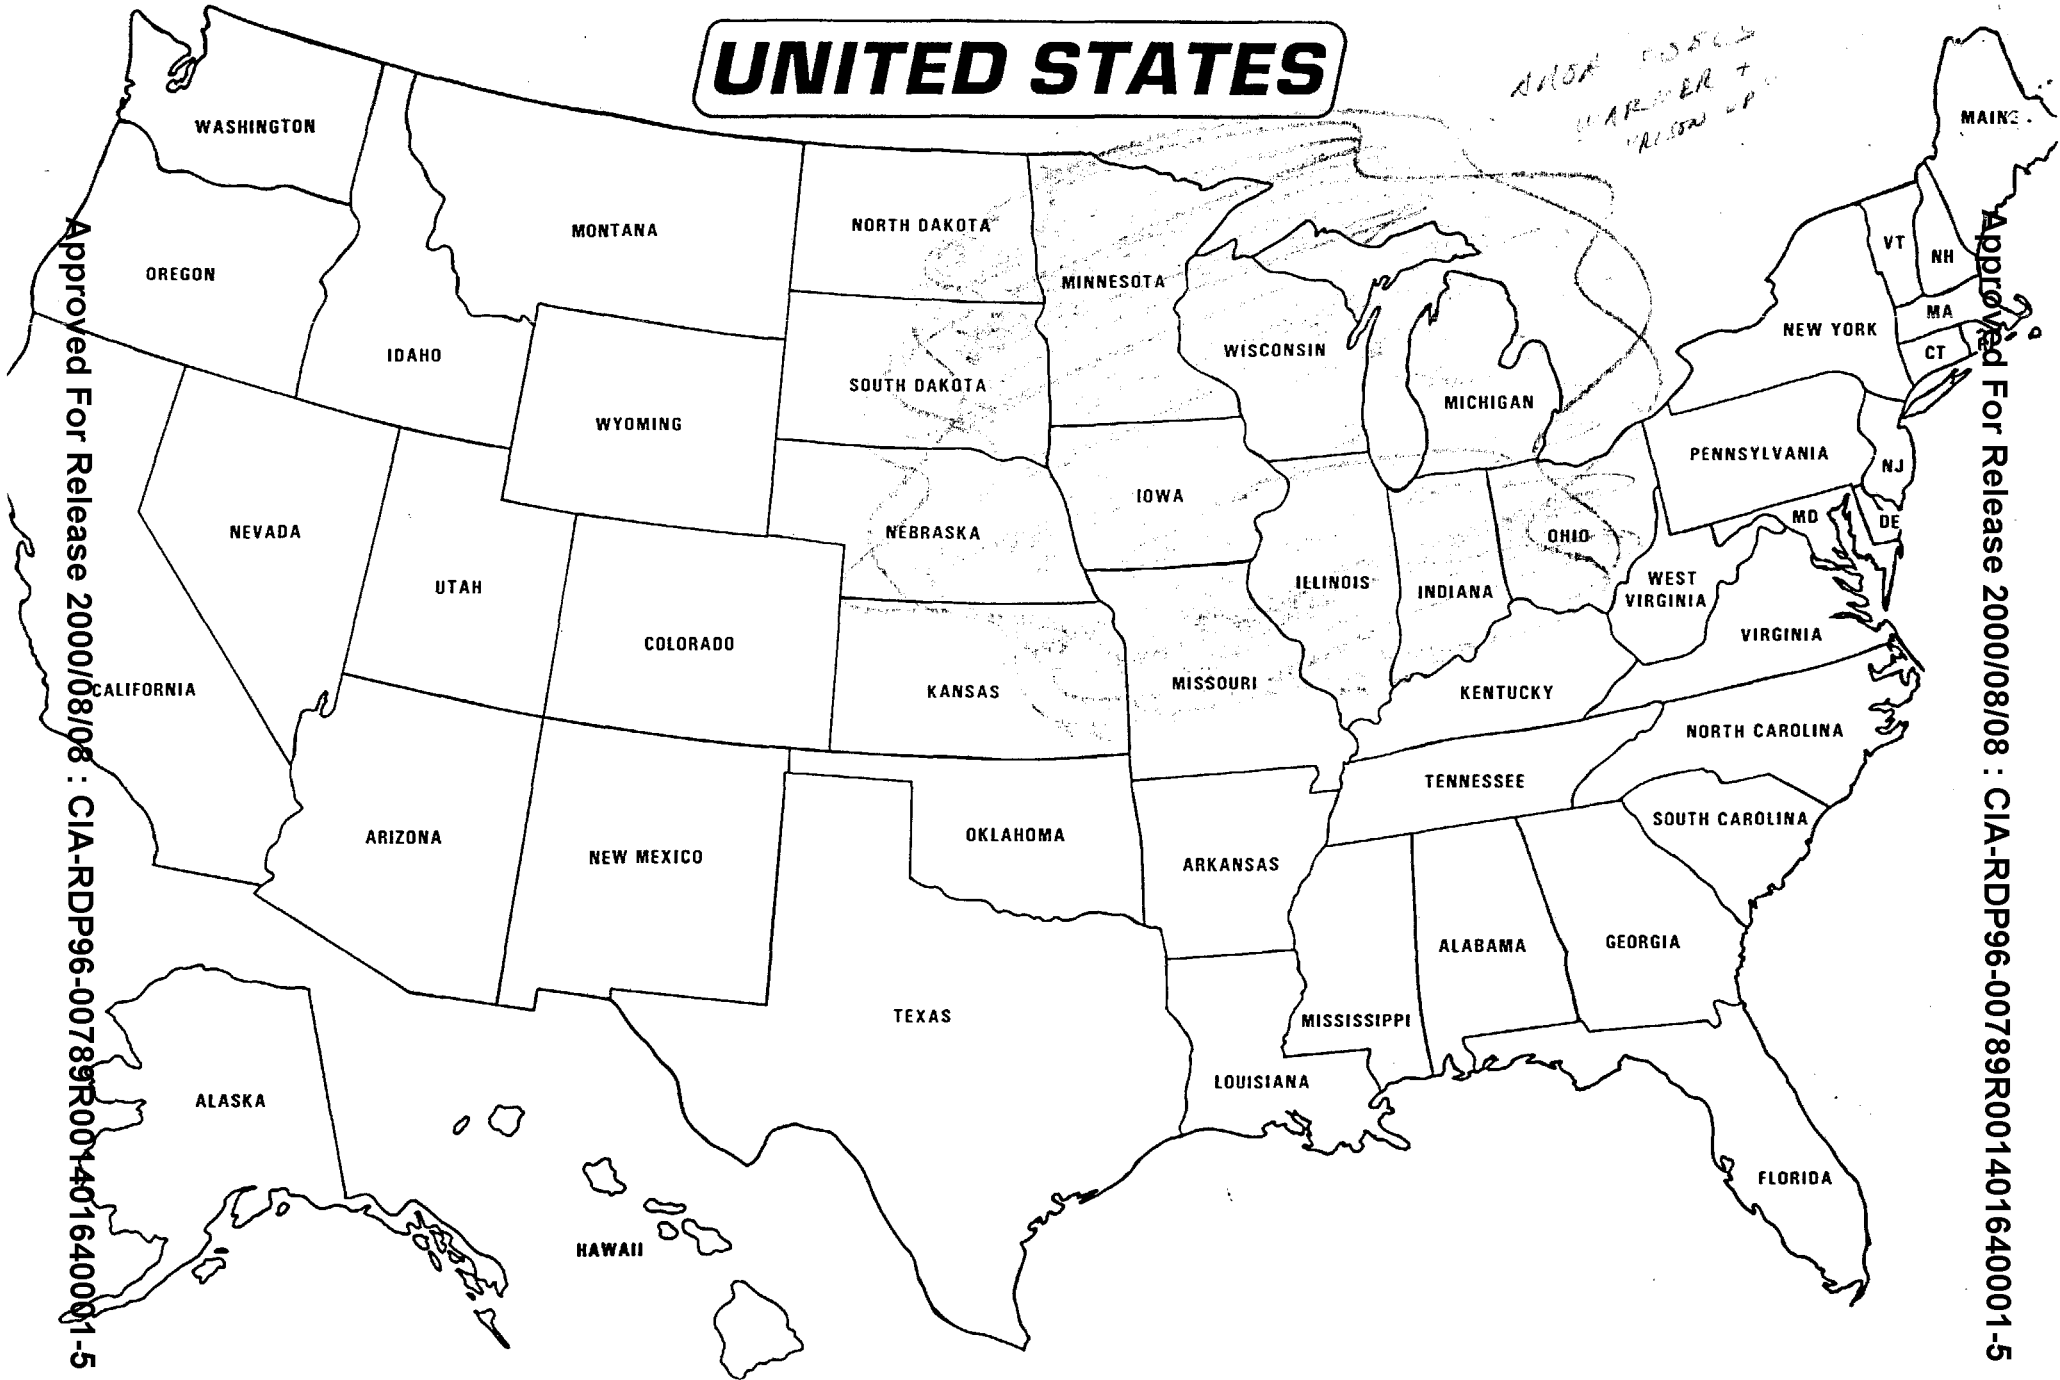 UNITED STATES
WASHINGTON
MAINE
MONTANA
NORTH DAKOTA
MINNESOTA
OREGON
VT
NH
IDAHO
SOUTH DAKOTA
WISCONSIN
MICHIGAN
NEW YORK
MA
CT
WYOMING
IOWA
PENNSYLVANIA
NJ
NEVADA
NEBRASKA
OHIO
MD
DE
UTAH
ILLINOIS
INDIANA
WEST
VIRGINIA
COLORADO
VIRGINIA
CALIFORNIA
KANSAS
MISSOURI
KENTUCKY
NORTH CAROLINA
TENNESSEE
ARIZONA
NEW MEXICO
OKLAHOMA
ARKANSAS
SOUTH CAROLINA
TEXAS
MISSISSIPPI
ALABAMA
GEORGIA
LOUISIANA
ALASKA
FLORIDA
HAWAII
Approved For Release 2000/08/08 : CIA-RDP96-00789R001401640001-5
Approved For Release 2000/08/08 : CIA-RDP96-00789R001401640001-5